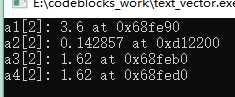 E:\codeblocks_work\text_vector.ex
a1[2]: 3.6 at 0x68fe90
a2[2]: 0.142857 at 0xd12200
a3[2]: 1.62 at 0x68feb0
a4[2]: 1.62 at 0x68fed0